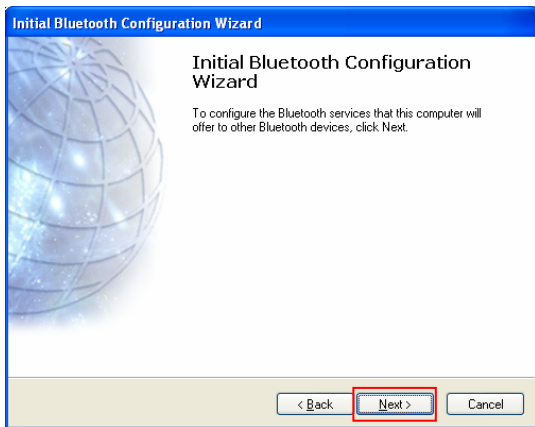 Initial Bluetooth Configuration Wizard
Initial Bluetooth Configuration
Wizard
To configure the Bluetooth services that this computer will
offer to other Bluetooth devices, click Next.
< Back
Next >
Cancel